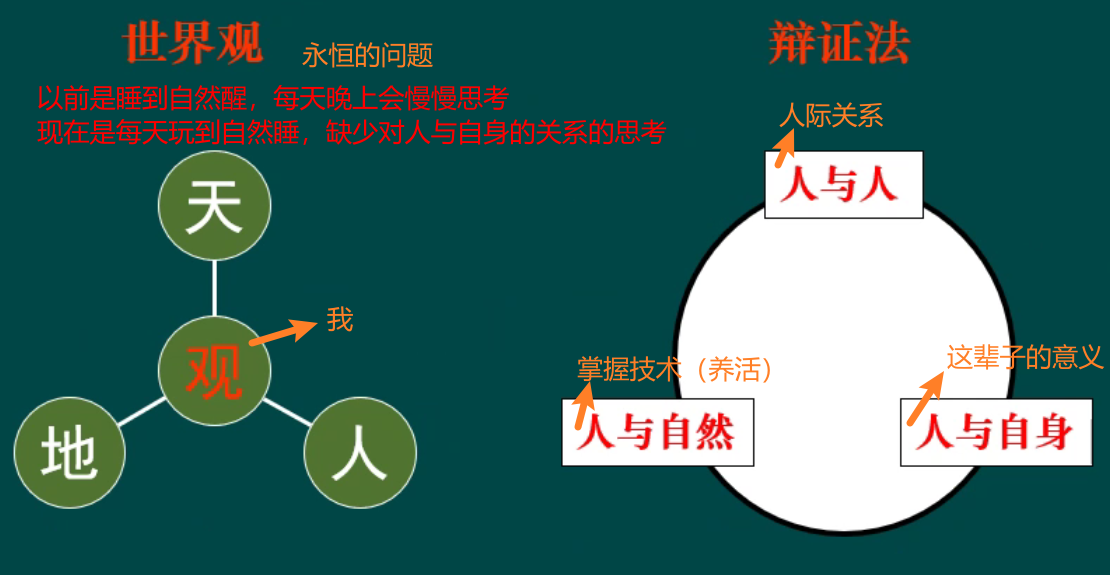 世界观
永恒的问题
以前是睡到自然醒，每天晚上会慢慢思考
现在是每天玩到自然睡，缺少对人与自身的关系的思考
天
观
我
地
人
辩证法
人际关系
人与人
掌握技术（养活）
人与自然
这辈子的意义
人与自身